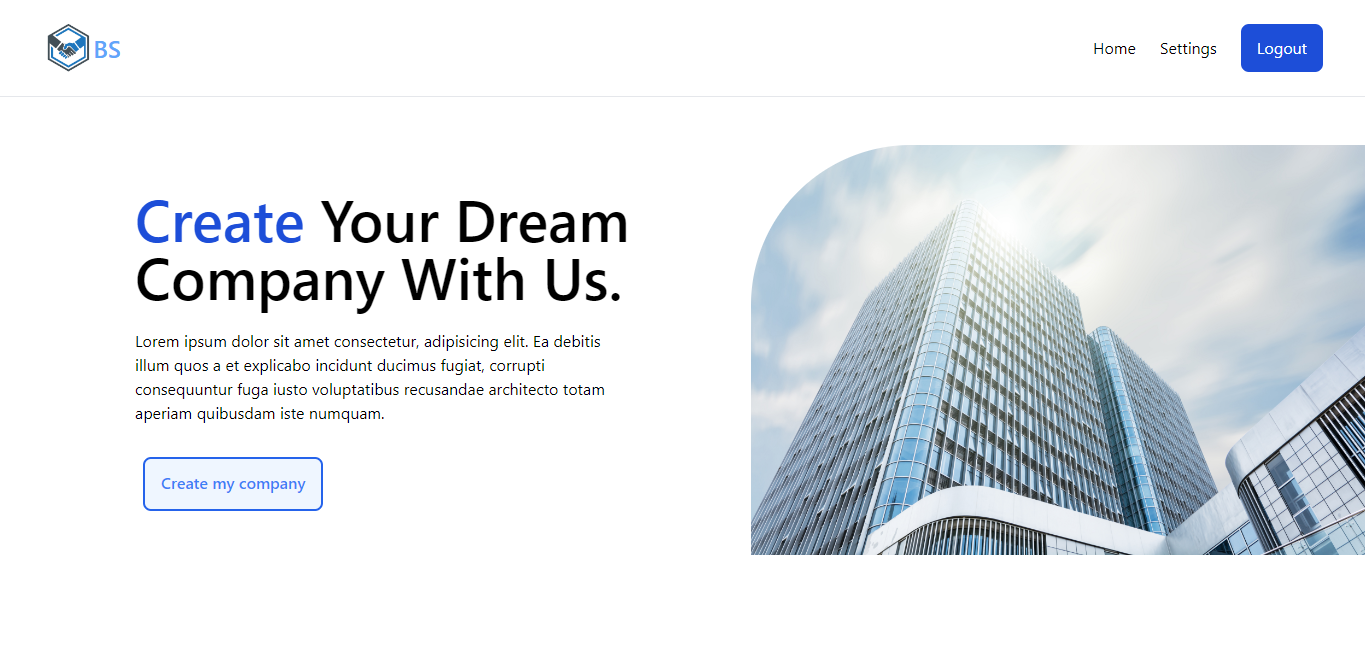 BS
Home Settings Logout
Create Your Dream
Company With Us.
Lorem ipsum dolor sit amet consectetur, adipisicing elit. Ea debitis
illum quos a et explicabo incidunt ducimus fugiat, corrupti
consequuntur fuga iusto voluptatibus recusandae architecto totam
aperiam quibusdam iste numquam.
Create my company